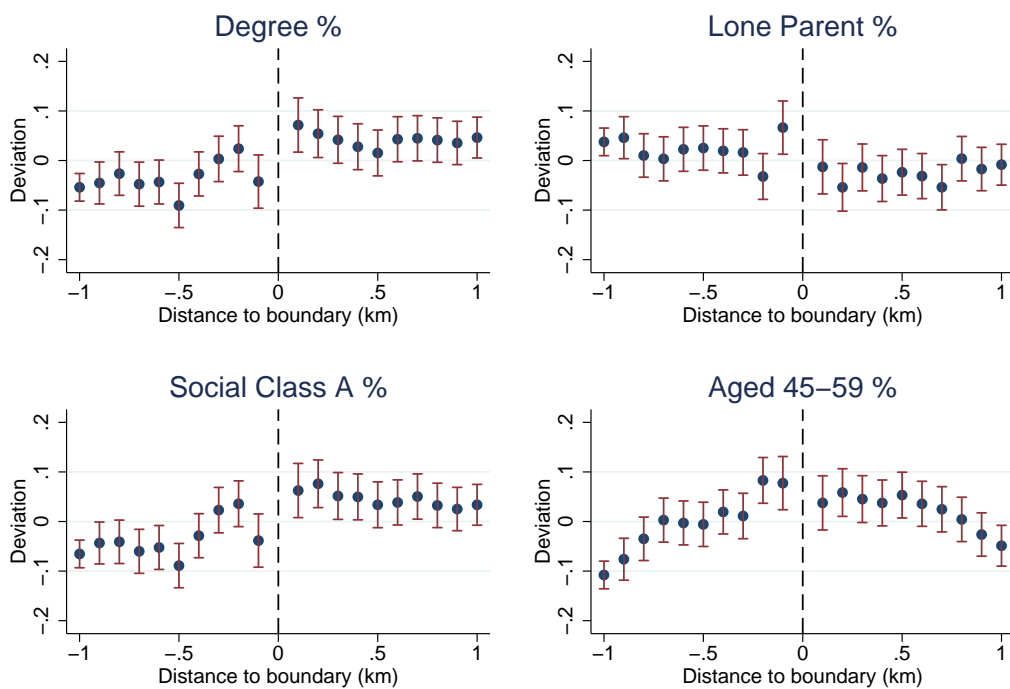 Degree %
Deviation
.2
.1
0
−.1
−.2
−1 −.5 0 .5 1
Distance to boundary (km)
Lone Parent %
Deviation
.2
.1
0
−.1
−.2
−1 −.5 0 .5 1
Distance to boundary (km)
Social Class A %
Deviation
.2
.1
0
−.1
−.2
−1 −.5 0 .5 1
Distance to boundary (km)
Aged 45−59 %
Deviation
.2
.1
0
−.1
−.2
−1 −.5 0 .5 1
Distance to boundary (km)